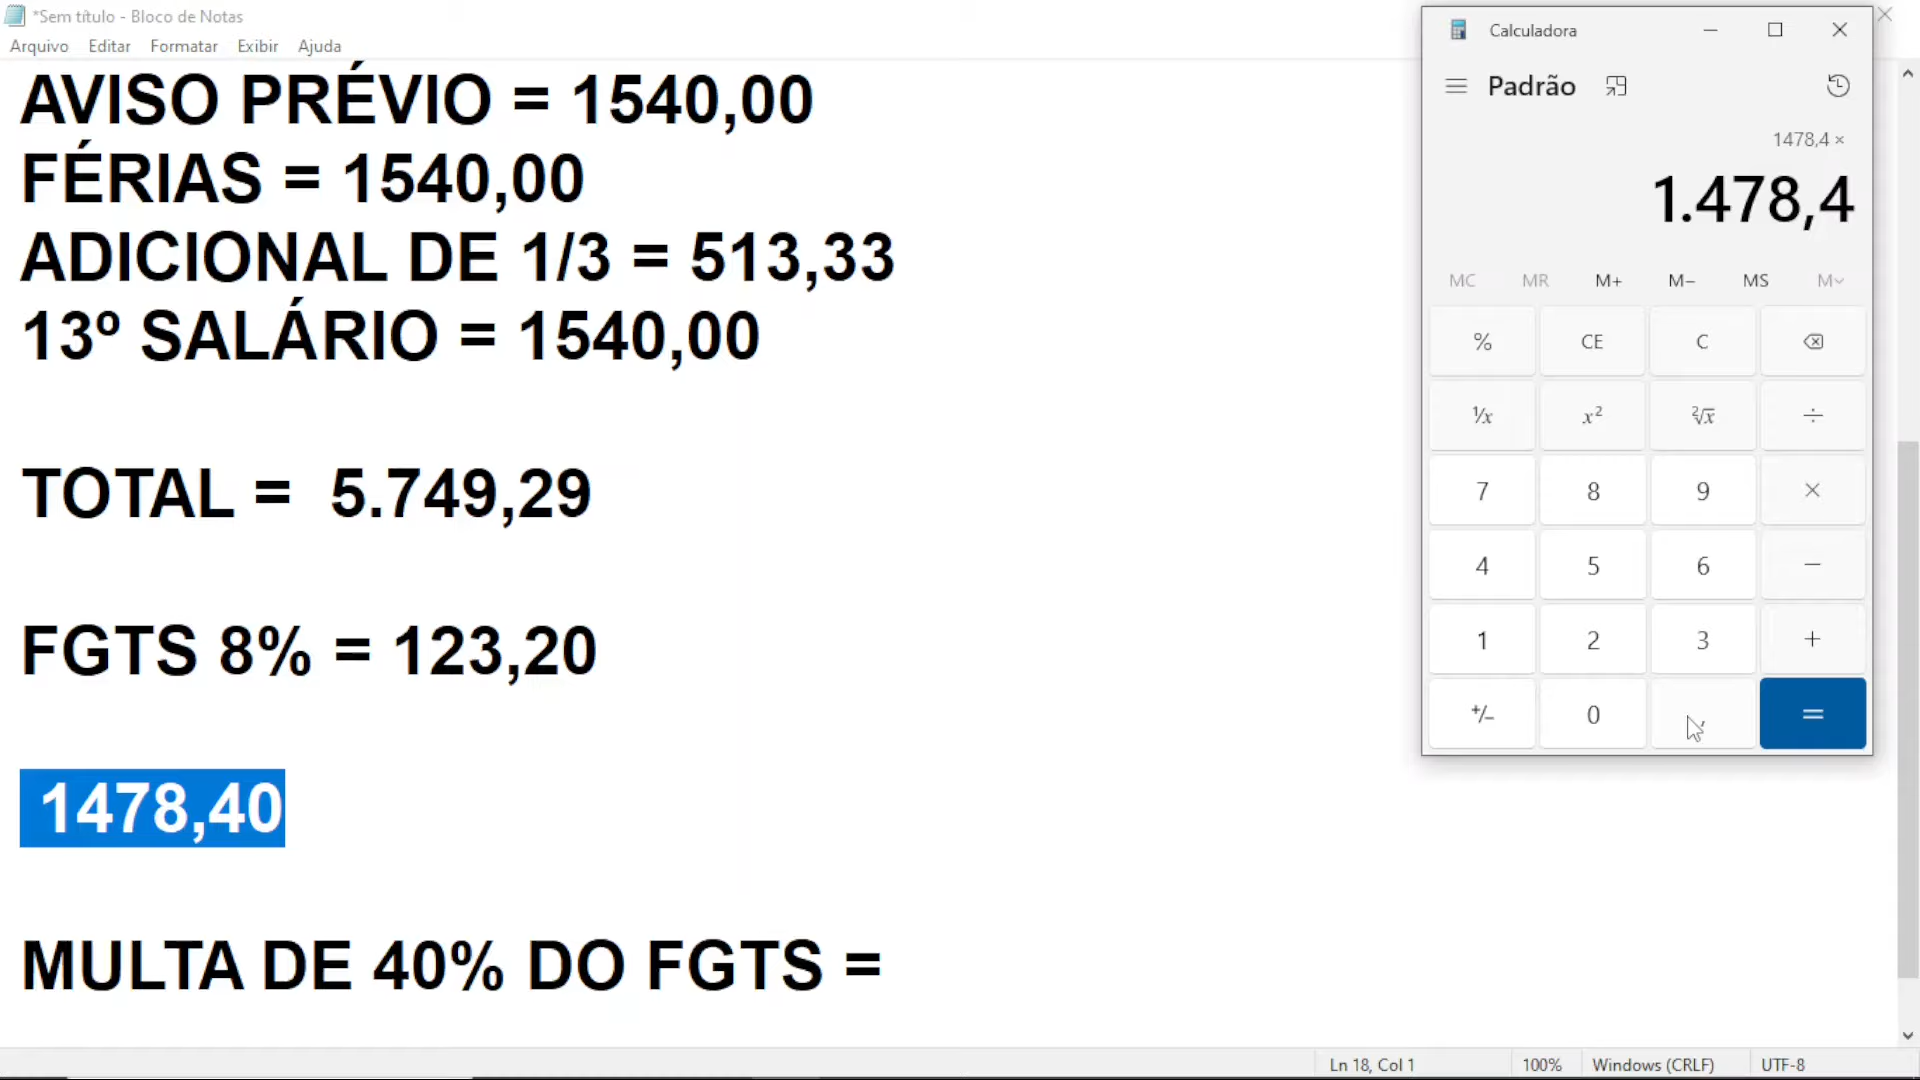 *Sem título - Bloco de Notas
Arquivo Editar Formatar Exibir Ajuda
AVISO PRÉVIO = 1540,00
FÉRIAS = 1540,00
ADICIONAL DE 1/3 = 513,33
13º SALÁRIO = 1540,00
TOTAL = 5.749,29
FGTS 8% = 123,20
1478,40
MULTA DE 40% DO FGTS =
Ln 18, Col 1 100% Windows (CRLF) UTF-8
Calculadora
Padrão
1478,4 ×
1.478,4
MC MR M+ M− MS M˅
% CE C
¹/x x² ²√x ÷
7 8 9 ×
4 5 6 −
1 2 3 +
+/− 0 , =